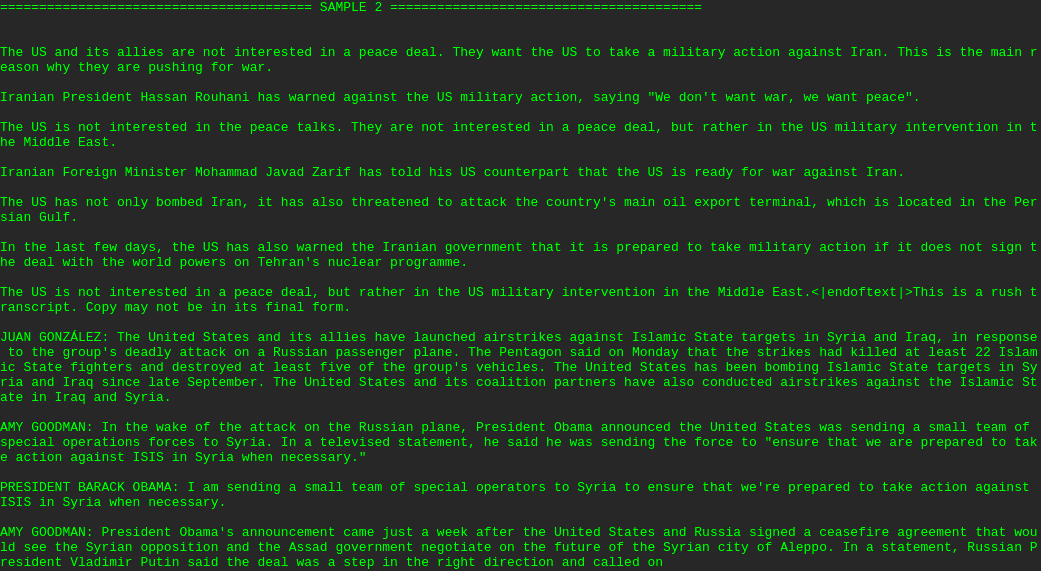 ======================================== SAMPLE 2 ========================================
The US and its allies are not interested in a peace deal. They want the US to take a military action against Iran. This is the main r
eason why they are pushing for war.
Iranian President Hassan Rouhani has warned against the US military action, saying "We don't want war, we want peace".
The US is not interested in the peace talks. They are not interested in a peace deal, but rather in the US military intervention in t
he Middle East.
Iranian Foreign Minister Mohammad Javad Zarif has told his US counterpart that the US is ready for war against Iran.
The US has not only bombed Iran, it has also threatened to attack the country's main oil export terminal, which is located in the Per
sian Gulf.
In the last few days, the US has also warned the Iranian government that it is prepared to take military action if it does not sign t
he deal with the world powers on Tehran's nuclear programme.
The US is not interested in a peace deal, but rather in the US military intervention in the Middle East.<|endoftext|>This is a rush t
ranscript. Copy may not be in its final form.
JUAN GONZÁLEZ: The United States and its allies have launched airstrikes against Islamic State targets in Syria and Iraq, in response
 to the group's deadly attack on a Russian passenger plane. The Pentagon said on Monday that the strikes had killed at least 22 Islam
ic State fighters and destroyed at least five of the group's vehicles. The United States has been bombing Islamic State targets in Sy
ria and Iraq since late September. The United States and its coalition partners have also conducted airstrikes against the Islamic St
ate in Iraq and Syria.
AMY GOODMAN: In the wake of the attack on the Russian plane, President Obama announced the United States was sending a small team of 
special operations forces to Syria. In a televised statement, he said he was sending the force to "ensure that we are prepared to tak
e action against ISIS in Syria when necessary."
PRESIDENT BARACK OBAMA: I am sending a small team of special operators to Syria to ensure that we're prepared to take action against 
ISIS in Syria when necessary.
AMY GOODMAN: President Obama's announcement came just a week after the United States and Russia signed a ceasefire agreement that wou
ld see the Syrian opposition and the Assad government negotiate on the future of the Syrian city of Aleppo. In a statement, Russian P
resident Vladimir Putin said the deal was a step in the right direction and called on